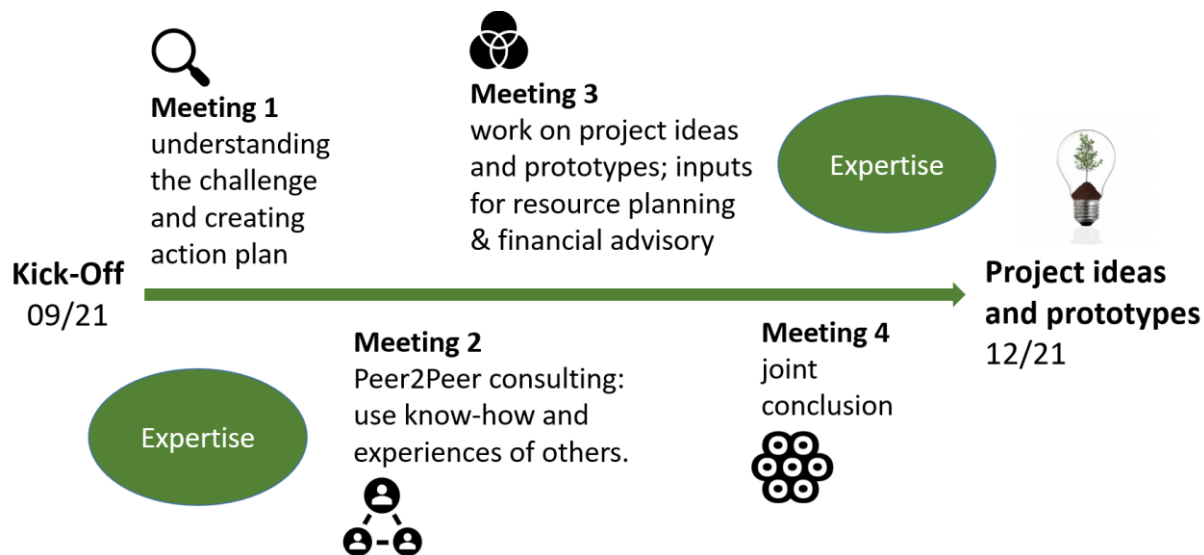 Meeting 1
understanding
the challenge
and creating
action plan
Meeting 3
work on project ideas
and prototypes; inputs
for resource planning
& financial advisory
Expertise
Kick-Off
09/21
Project ideas
and prototypes
12/21
Expertise
Meeting 2
Peer2Peer consulting:
use know-how and
experiences of others.
Meeting 4
joint
conclusion